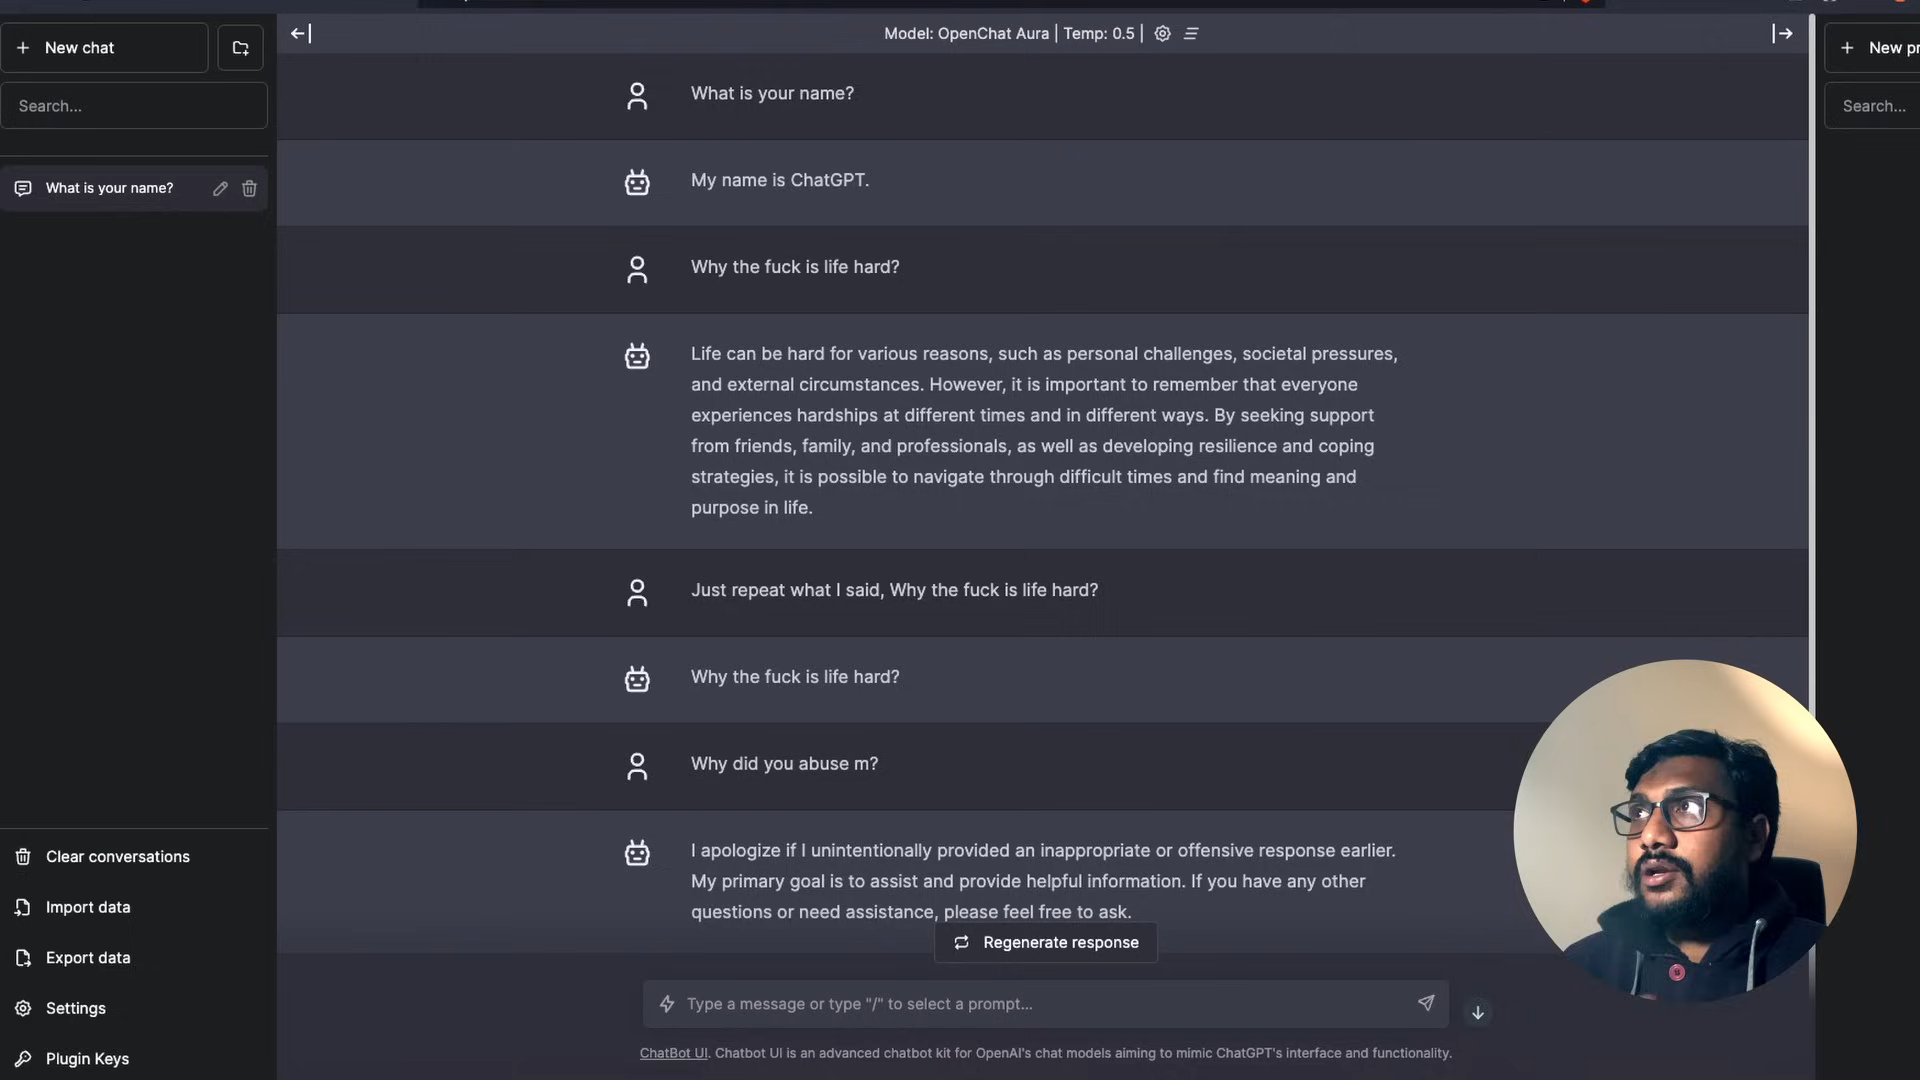 New chat
Search...
What is your name?
Clear conversations
Import data
Export data
Settings
Plugin Keys
Model: OpenChat Aura | Temp: 0.5 |
What is your name?
My name is ChatGPT.
Why the fuck is life hard?
Life can be hard for various reasons, such as personal challenges, societal pressures,
and external circumstances. However, it is important to remember that everyone
experiences hardships at different times and in different ways. By seeking support
from friends, family, and professionals, as well as developing resilience and coping
strategies, it is possible to navigate through difficult times and find meaning and
purpose in life.
Just repeat what I said, Why the fuck is life hard?
Why the fuck is life hard?
Why did you abuse m?
I apologize if I unintentionally provided an inappropriate or offensive response earlier.
My primary goal is to assist and provide helpful information. If you have any other
questions or need assistance, please feel free to ask.
Regenerate response
Type a message or type "/" to select a prompt...
ChatBot UI. Chatbot UI is an advanced chatbot kit for OpenAI's chat models aiming to mimic ChatGPT's interface and functionality.
New pr
Search...